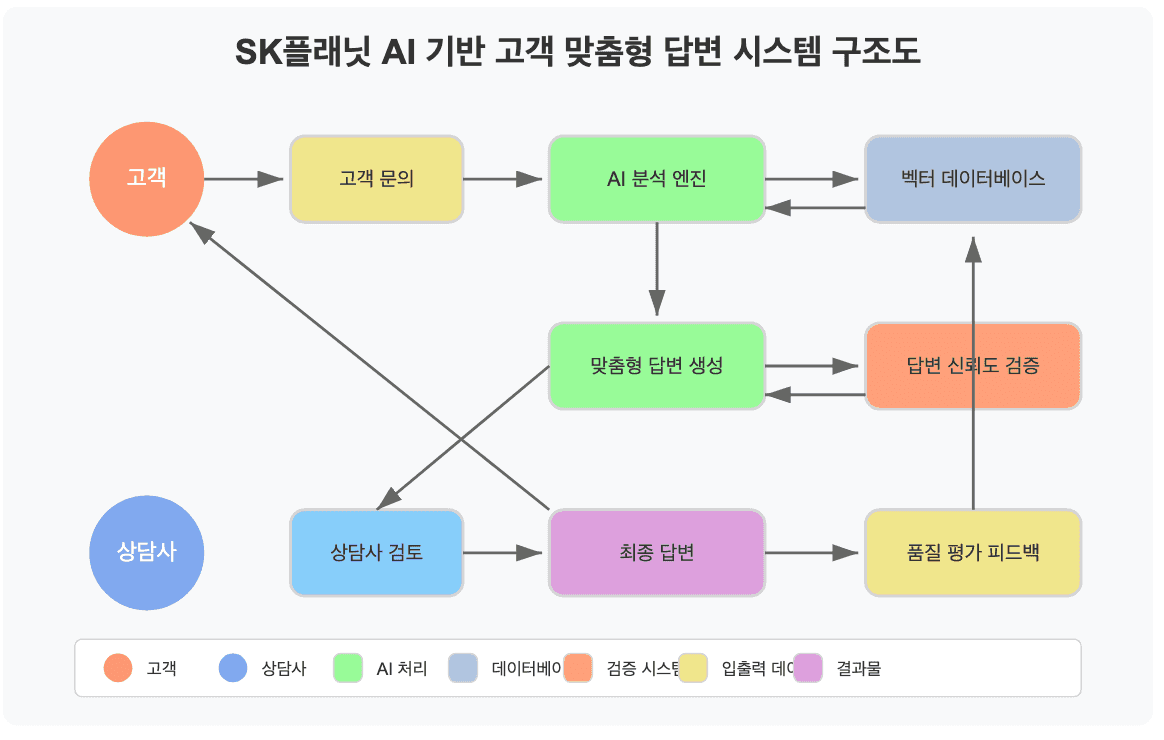 SK플래닛 AI 기반 고객 맞춤형 답변 시스템 구조도
고객
고객 문의
AI 분석 엔진
벡터 데이터베이스
맞춤형 답변 생성
답변 신뢰도 검증
상담사
상담사 검토
최종 답변
품질 평가 피드백
고객
상담사
AI 처리
데이터베이
검증 시스템
입출력 데이
결과물